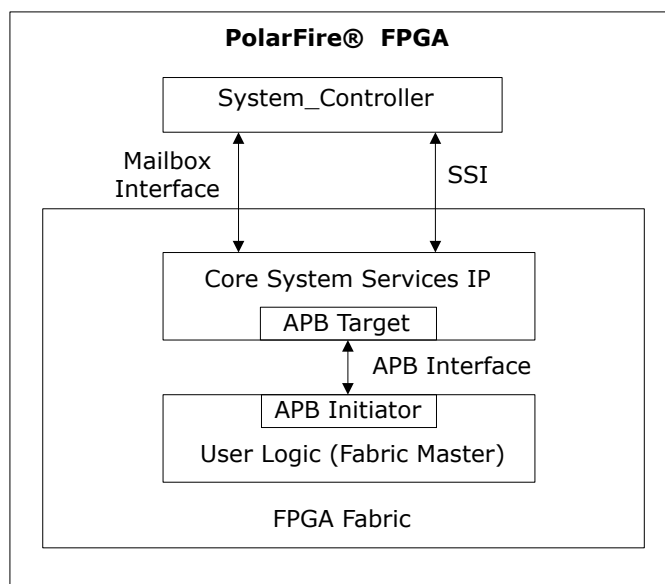 PolarFire® FPGA
System_Controller
Mailbox
Interface
SSI
Core System Services IP
APB Target
APB Interface
APB Initiator
User Logic (Fabric Master)
FPGA Fabric